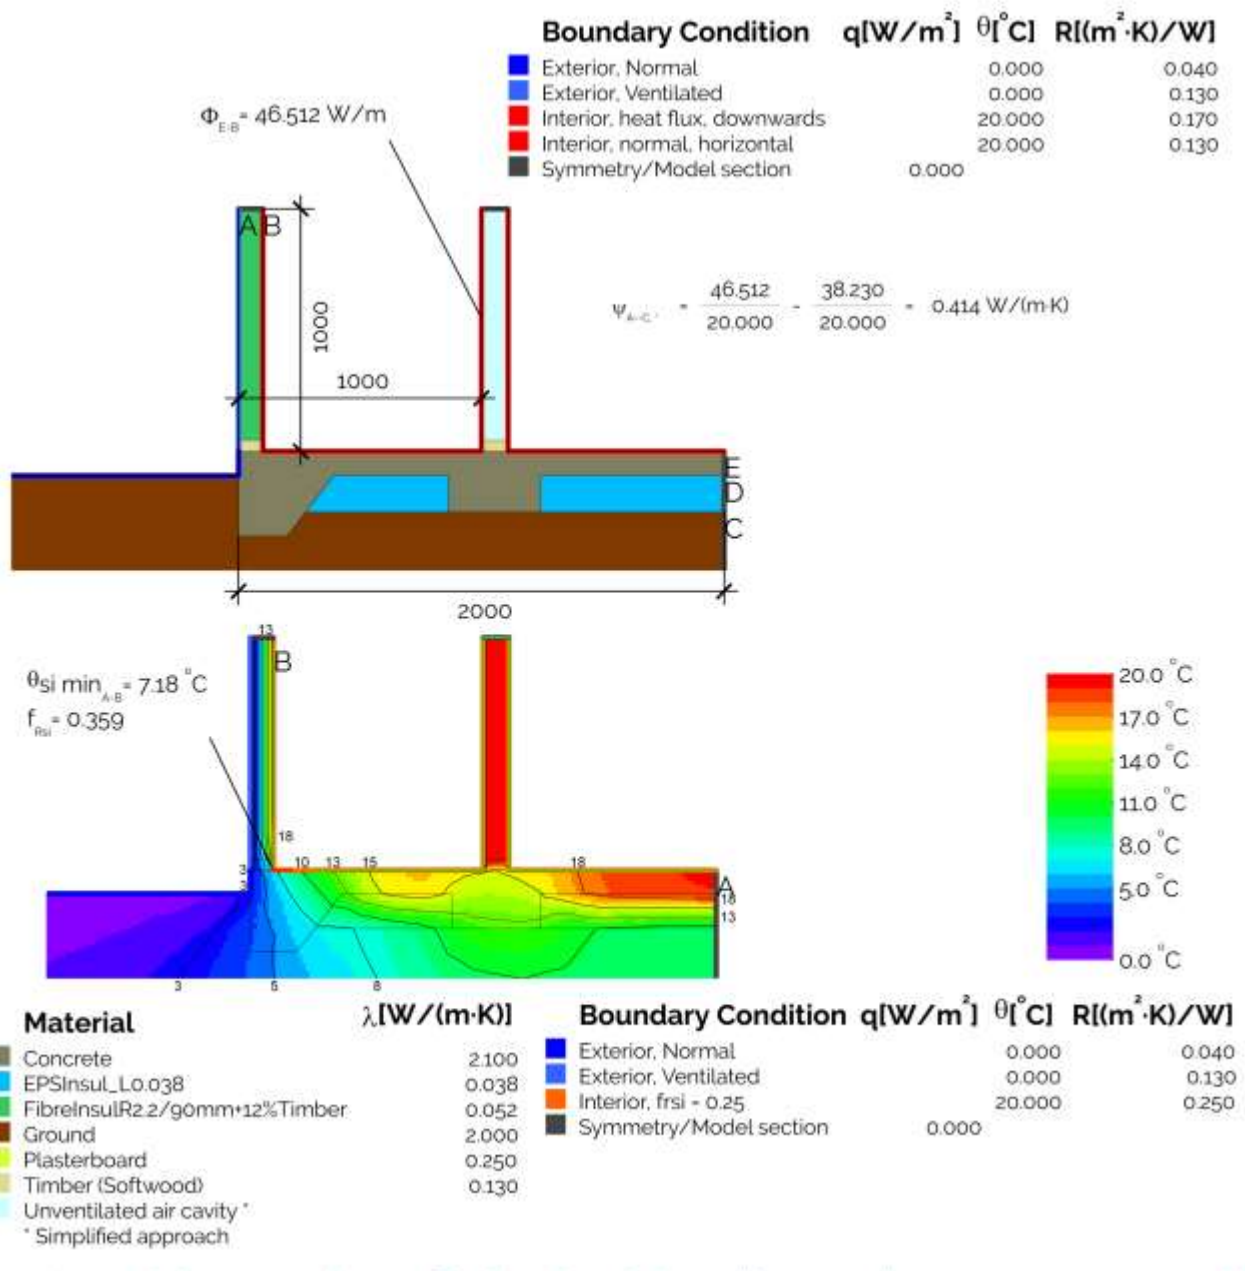 Boundary Condition q[W/m²] θ[°C] R[(m²·K)/W]
Exterior, Normal 0.000 0.040
Exterior, Ventilated 0.000 0.130
Interior, heat flux, downwards 20.000 0.170
Interior, normal, horizontal 20.000 0.130
Symmetry/Model section 0.000
Φ E-B = 46.512 W/m
A B
1000
1000
ψ A-C = 46.512 / 20.000 - 38.230 / 20.000 = 0.414 W/(m·K)
E
D
C
2000
13
B
θsi min A-B = 7.18 °C
fRsi = 0.359
18
3 10 13 15 18
3
A
18
13
3 5 8
20.0 °C
17.0 °C
14.0 °C
11.0 °C
8.0 °C
5.0 °C
0.0 °C
Material λ[W/(m·K)]
Concrete 2.100
EPSInsul_L0.038 0.038
FibreInsulR2.2/90mm+12%Timber 0.052
Ground 2.000
Plasterboard 0.250
Timber (Softwood) 0.130
Unventilated air cavity *
* Simplified approach
Boundary Condition q[W/m²] θ[°C] R[(m²·K)/W]
Exterior, Normal 0.000 0.040
Exterior, Ventilated 0.000 0.130
Interior, frsi - 0.25 20.000 0.250
Symmetry/Model section 0.000